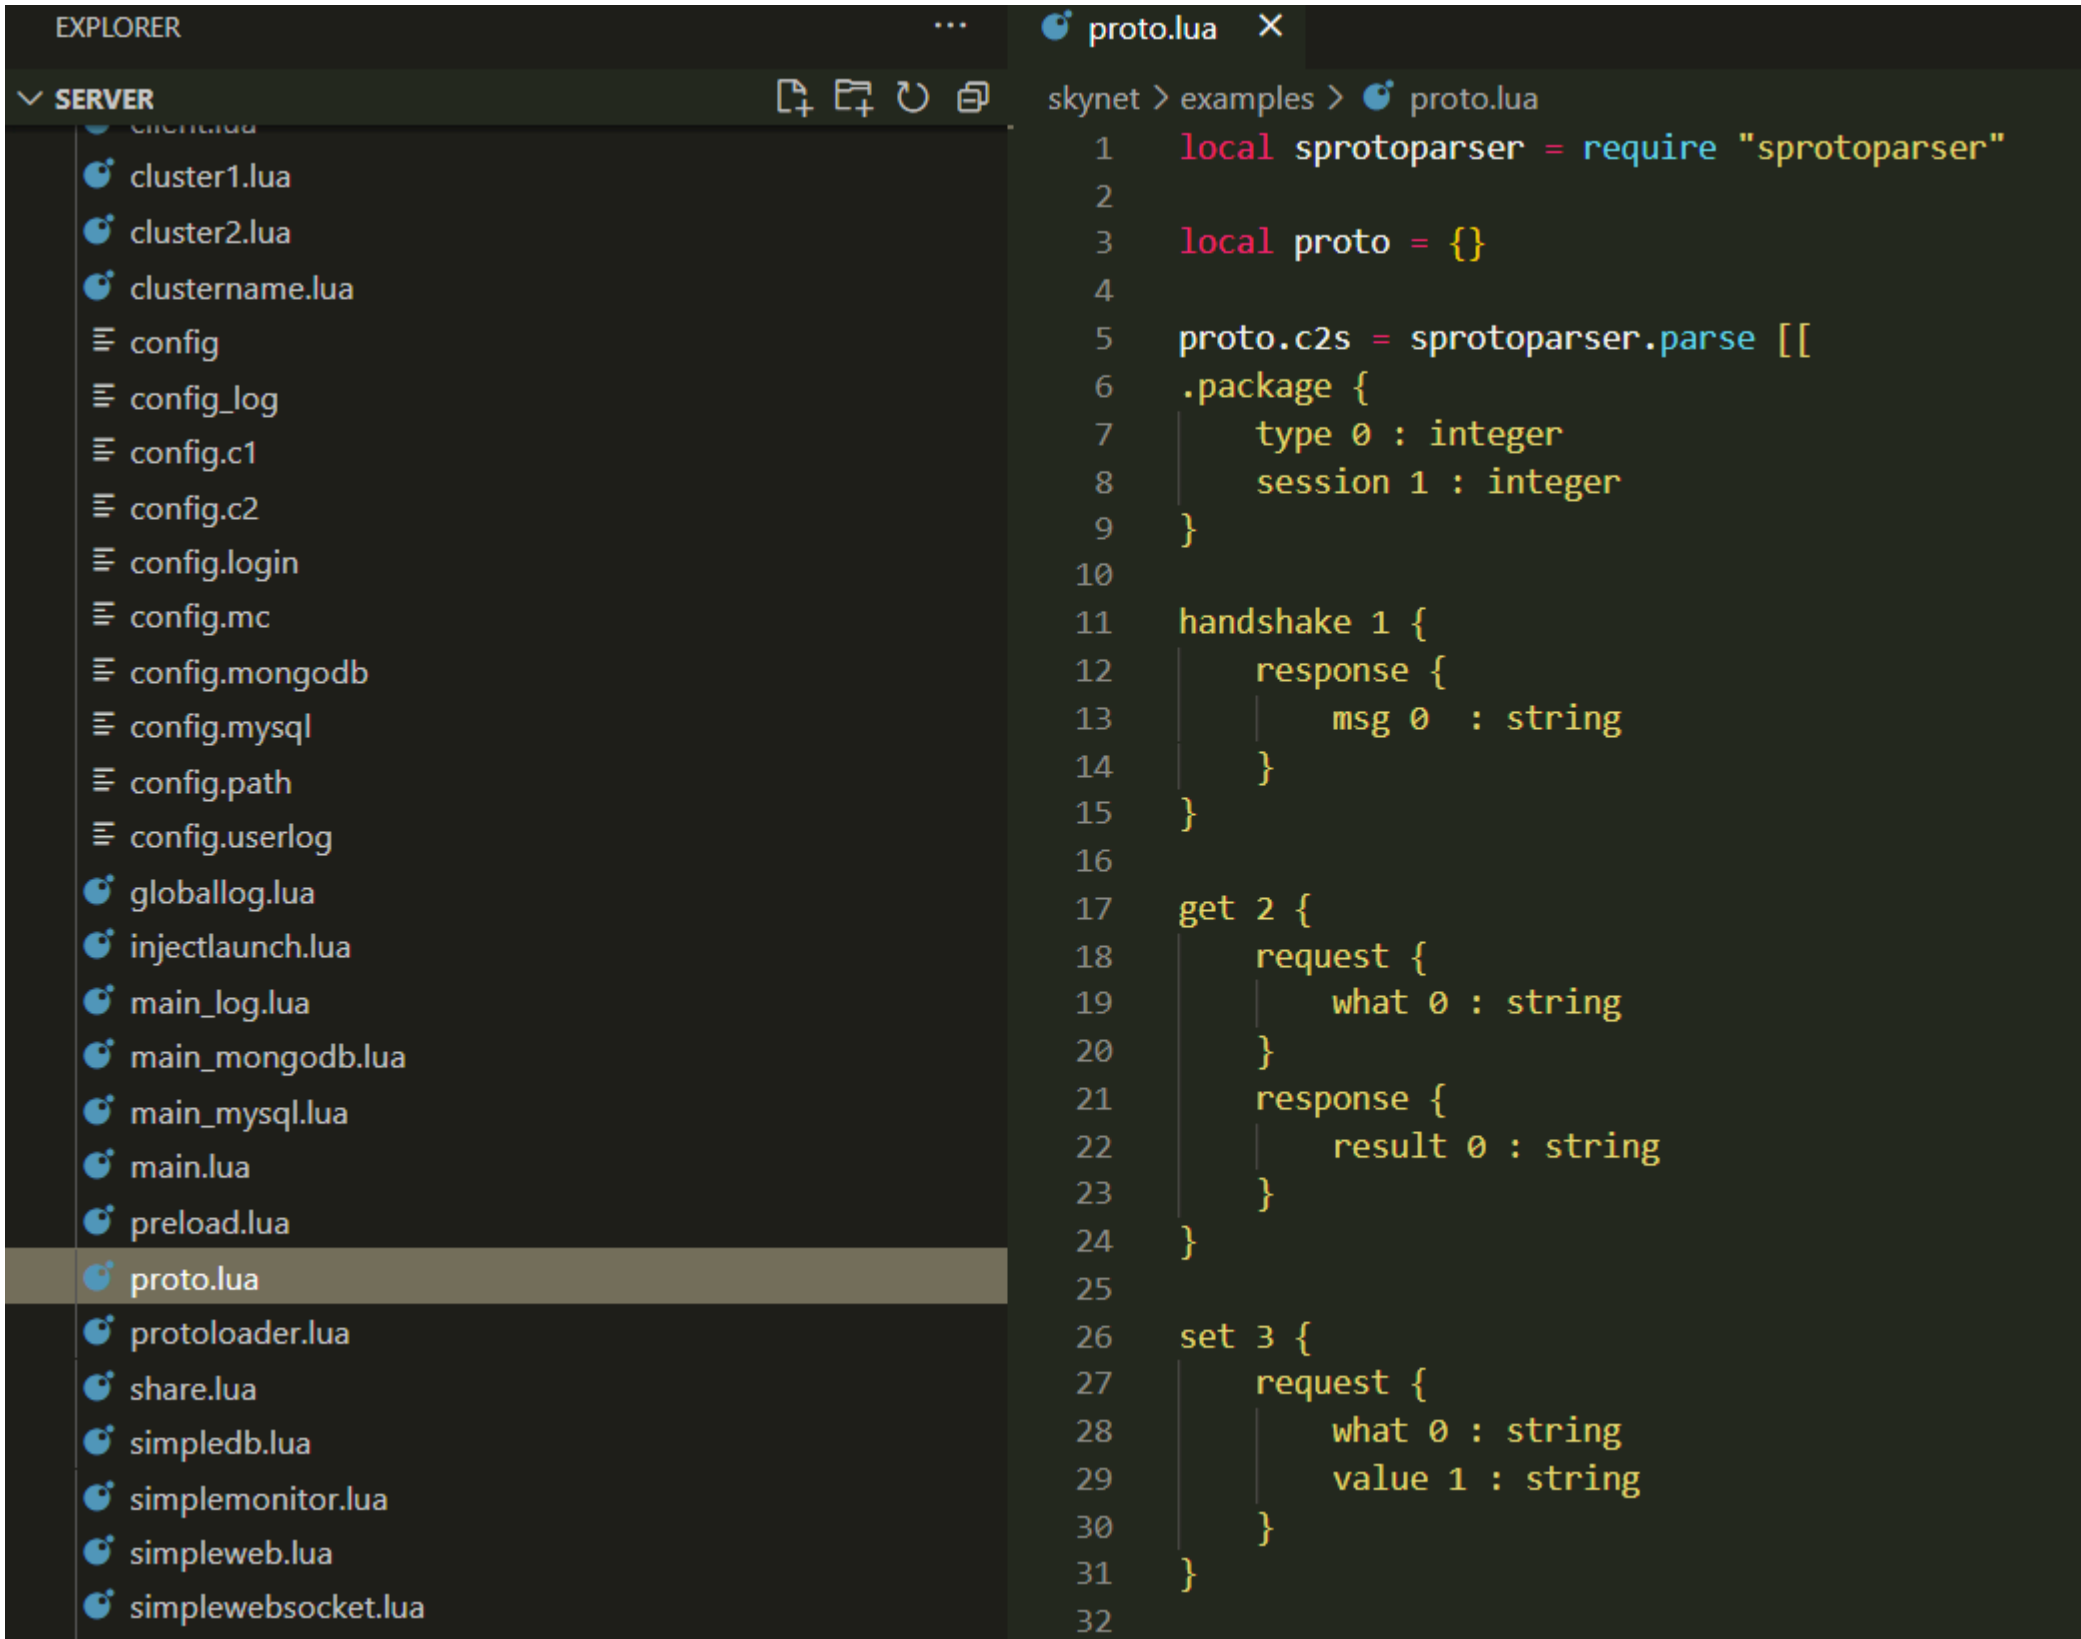 EXPLORER
SERVER
client.lua
cluster1.lua
cluster2.lua
clustername.lua
config
config_log
config.c1
config.c2
config.login
config.mc
config.mongodb
config.mysql
config.path
config.userlog
globallog.lua
injectlaunch.lua
main_log.lua
main_mongodb.lua
main_mysql.lua
main.lua
preload.lua
proto.lua
protoloader.lua
share.lua
simpledb.lua
simplemonitor.lua
simpleweb.lua
simplewebsocket.lua
proto.lua
skynet > examples > proto.lua
1 local sprotoparser = require "sprotoparser"
2
3 local proto = {}
4
5 proto.c2s = sprotoparser.parse [[
6 .package {
7 type 0 : integer
8 session 1 : integer
9 }
10
11 handshake 1 {
12 response {
13 msg 0  : string
14 }
15 }
16
17 get 2 {
18 request {
19 what 0 : string
20 }
21 response {
22 result 0 : string
23 }
24 }
25
26 set 3 {
27 request {
28 what 0 : string
29 value 1 : string
30 }
31 }
32